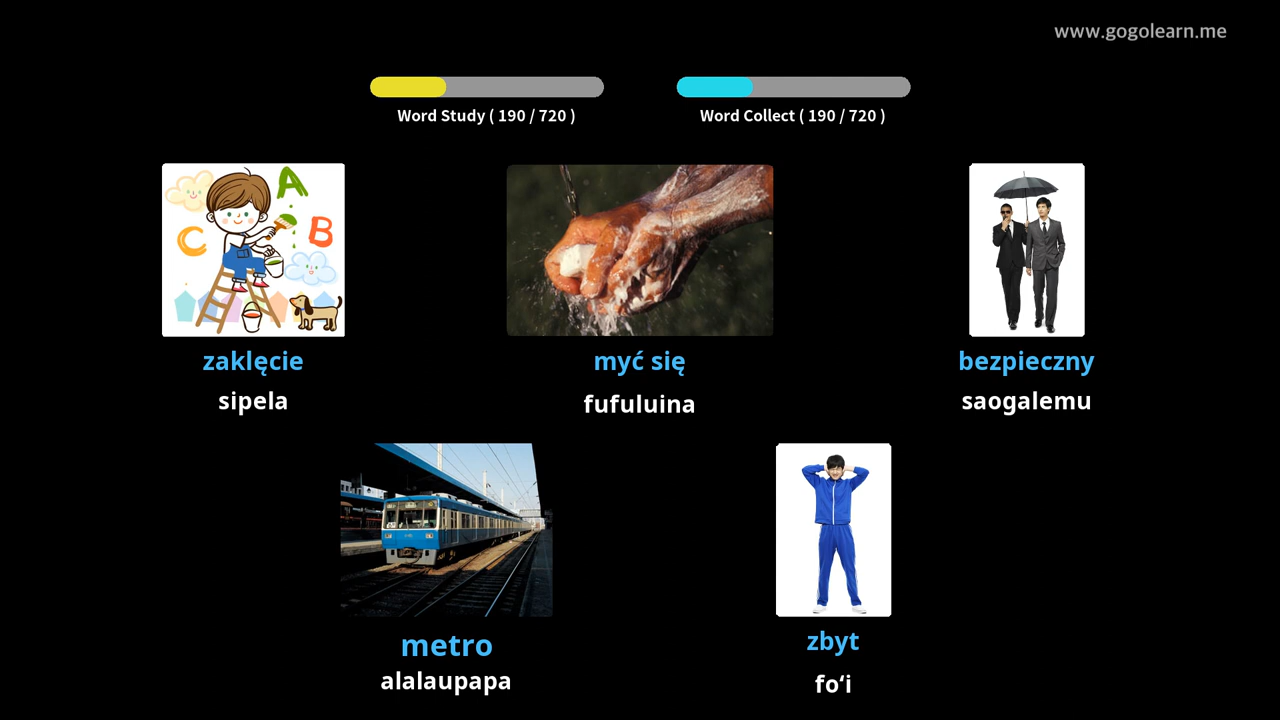 www.gogolearn.me
Word Study ( 190 / 720 )
Word Collect ( 190 / 720 )
A
C
B
zaklęcie
sipela
myć się
fufuluina
bezpieczny
saogalemu
metro
alalaupapa
zbyt
foʻi